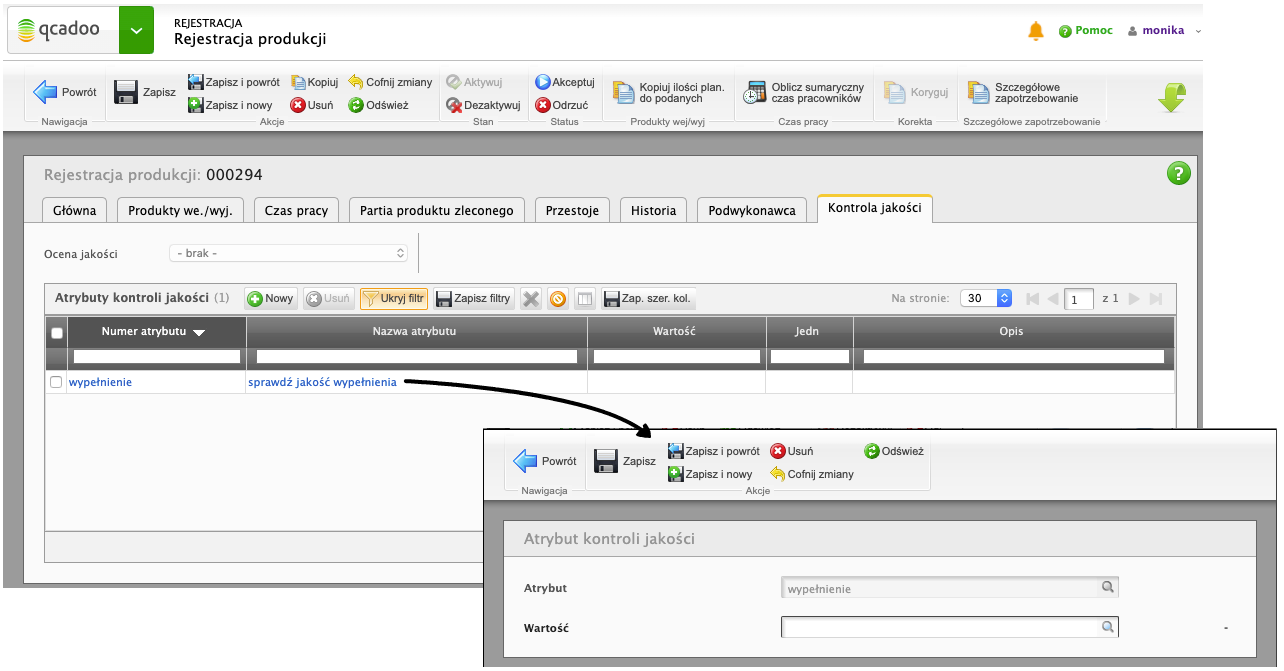 qcadoo
REJESTRACJA
Rejestracja produkcji
Pomoc
monika
Powrót
Nawigacja
Zapisz
Zapisz i powrót
Kopiuj
Cofnij zmiany
Zapisz i nowy
Usuń
Odśwież
Akcje
Aktywuj
Dezaktywuj
Stan
Akceptuj
Odrzuć
Status
Kopiuj ilości plan.
do podanych
Produkty wej/wyj
Oblicz sumaryczny
czas pracowników
Czas pracy
Koryguj
Korekta
Szczegółowe
zapotrzebowanie
Szczegółowe zapotrzebowanie
Rejestracja produkcji: 000294
?
Główna
Produkty we./wyj.
Czas pracy
Partia produktu zleconego
Przestoje
Historia
Podwykonawca
Kontrola jakości
Ocena jakości
- brak -
Atrybuty kontroli jakości (1)
Nowy
Usuń
Ukryj filtr
Zapisz filtry
Zap. szer. kol.
Na stronie:
30
1
z 1
Numer atrybutu
Nazwa atrybutu
Wartość
Jedn
Opis
wypełnienie
sprawdź jakość wypełnienia
Powrót
Nawigacja
Zapisz
Zapisz i powrót
Usuń
Odśwież
Zapisz i nowy
Cofnij zmiany
Akcje
Atrybut kontroli jakości
Atrybut
wypełnienie
Wartość
-